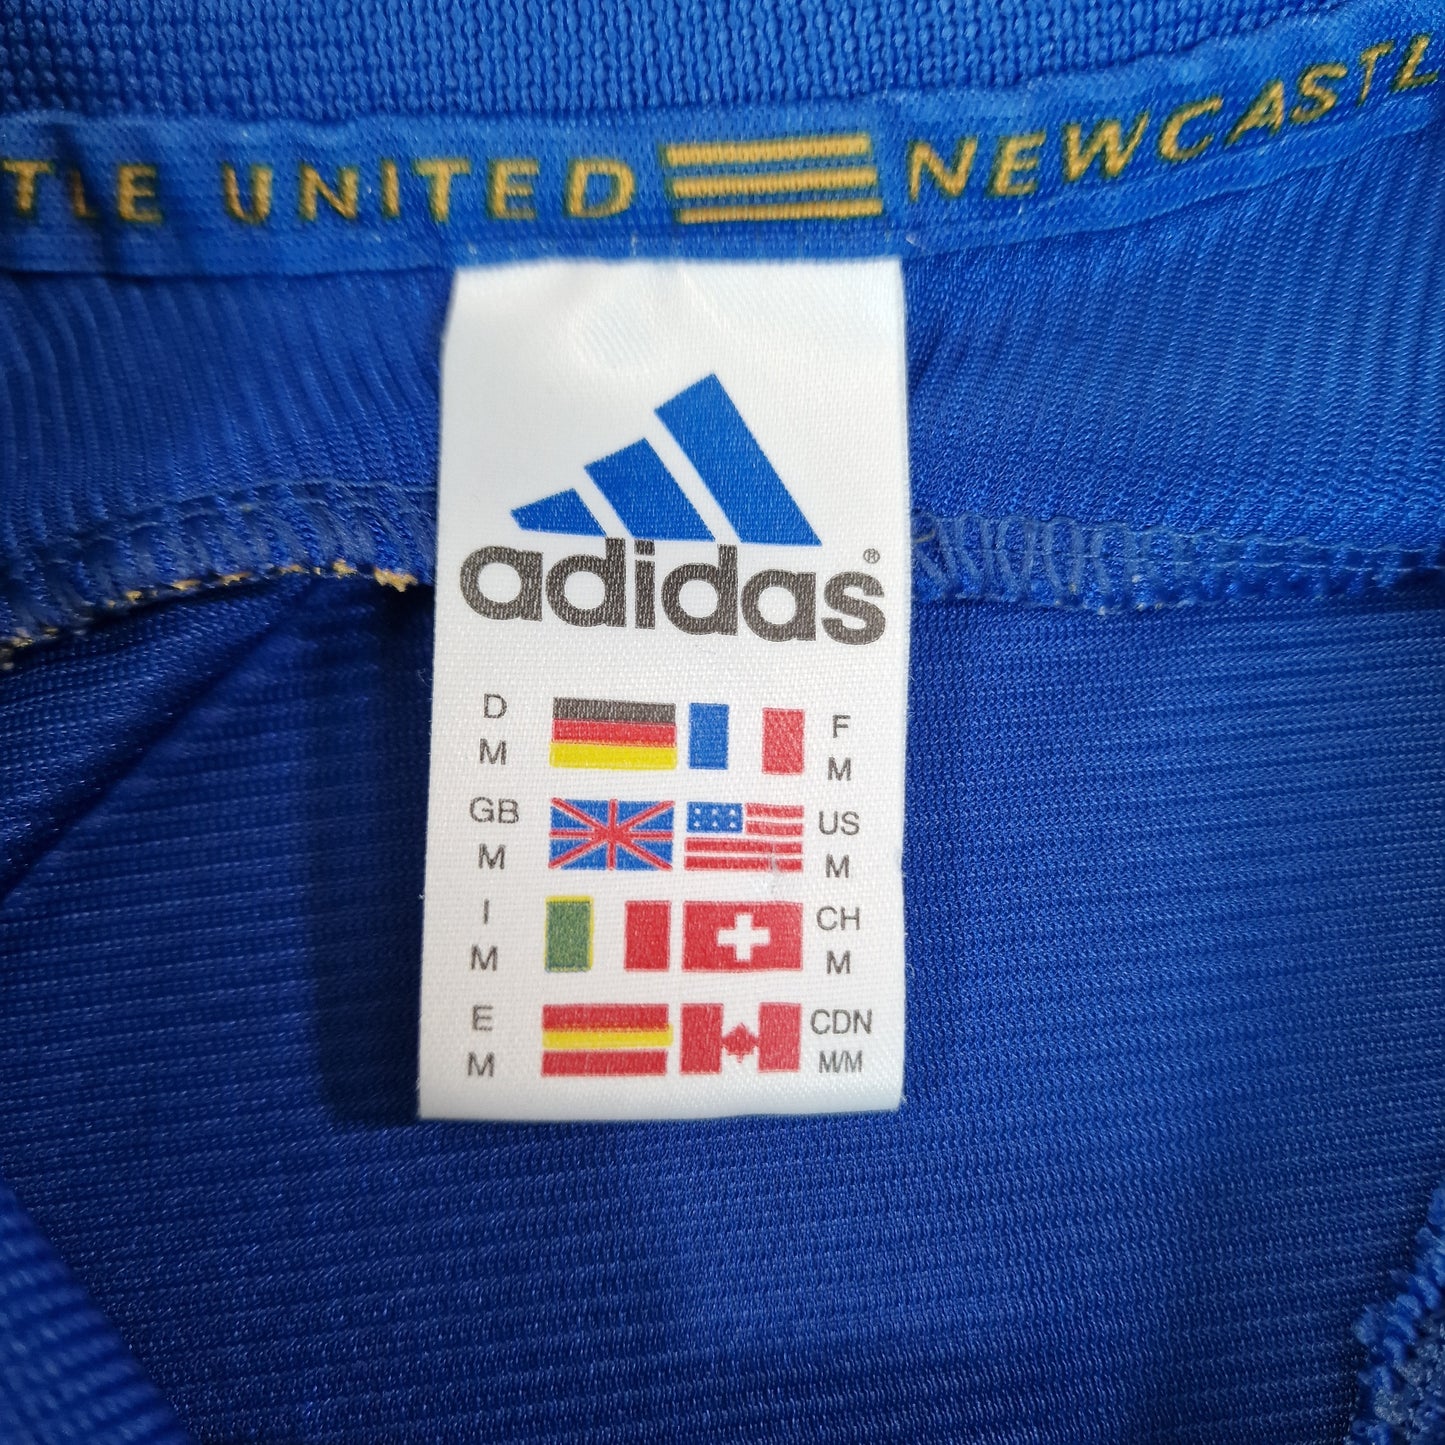 TLE UNITED NEWCASTL
adidas®
D F
M M
GB US
M M
I CH
M M
E CDN
M M/M